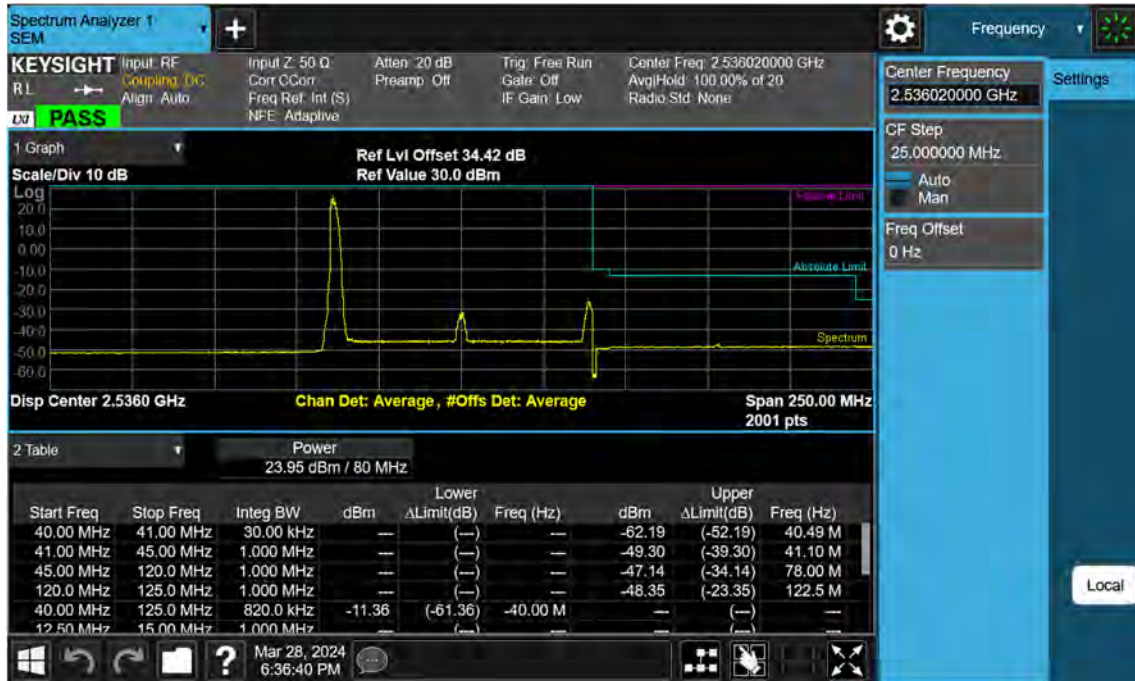 Spectrum Analyzer 1
SEM
Frequency
KEYSIGHT
RL
LXI
PASS
Input: RF
Coupling: DC
Align: Auto
Input Z: 50 Ω
Corr CCorr
Freq Ref: Int (S)
NFE: Adaptive
Atten: 20 dB
Preamp: Off
Trig: Free Run
Gate: Off
IF Gain: Low
Center Freq: 2.536020000 GHz
Avg|Hold: 100.00% of 20
Radio Std: None
Center Frequency
2.536020000 GHz
Settings
CF Step
25.000000 MHz
Auto
Man
Freq Offset
0 Hz
1 Graph
Scale/Div 10 dB
Ref Lvl Offset 34.42 dB
Ref Value 30.0 dBm
Log
20.0
10.0
0.00
-10.0
-20.0
-30.0
-40.0
-50.0
-60.0
Relative Limit
Absolute Limit
Spectrum
Disp Center 2.5360 GHz
Chan Det: Average , #Offs Det: Average
Span 250.00 MHz
2001 pts
2 Table
Power
23.95 dBm / 80 MHz
Lower Upper
Start Freq Stop Freq Integ BW dBm ΔLimit(dB) Freq (Hz) dBm ΔLimit(dB) Freq (Hz)
40.00 MHz 41.00 MHz 30.00 kHz --- (---) --- -62.19 (-52.19) 40.49 M
41.00 MHz 45.00 MHz 1.000 MHz --- (---) --- -49.30 (-39.30) 41.10 M
45.00 MHz 120.0 MHz 1.000 MHz --- (---) --- -47.14 (-34.14) 78.00 M
120.0 MHz 125.0 MHz 1.000 MHz --- (---) --- -48.35 (-23.35) 122.5 M
40.00 MHz 125.0 MHz 820.0 kHz -11.36 (-61.36) -40.00 M --- (---) ---
12.50 MHz 15.00 MHz 1.000 MHz --- (---) --- --- (---) ---
Local
Mar 28, 2024
6:36:40 PM